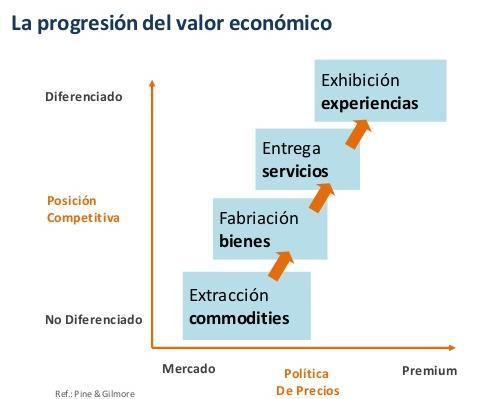 La progresión del valor económico
Diferenciado
Exhibición
experiencias
Entrega
servicios
Posición
Competitiva
Fabriación
bienes
Extracción
commodities
No Diferenciado
Mercado
Política
De Precios
Premium
Ref.: Pine & Gilmore